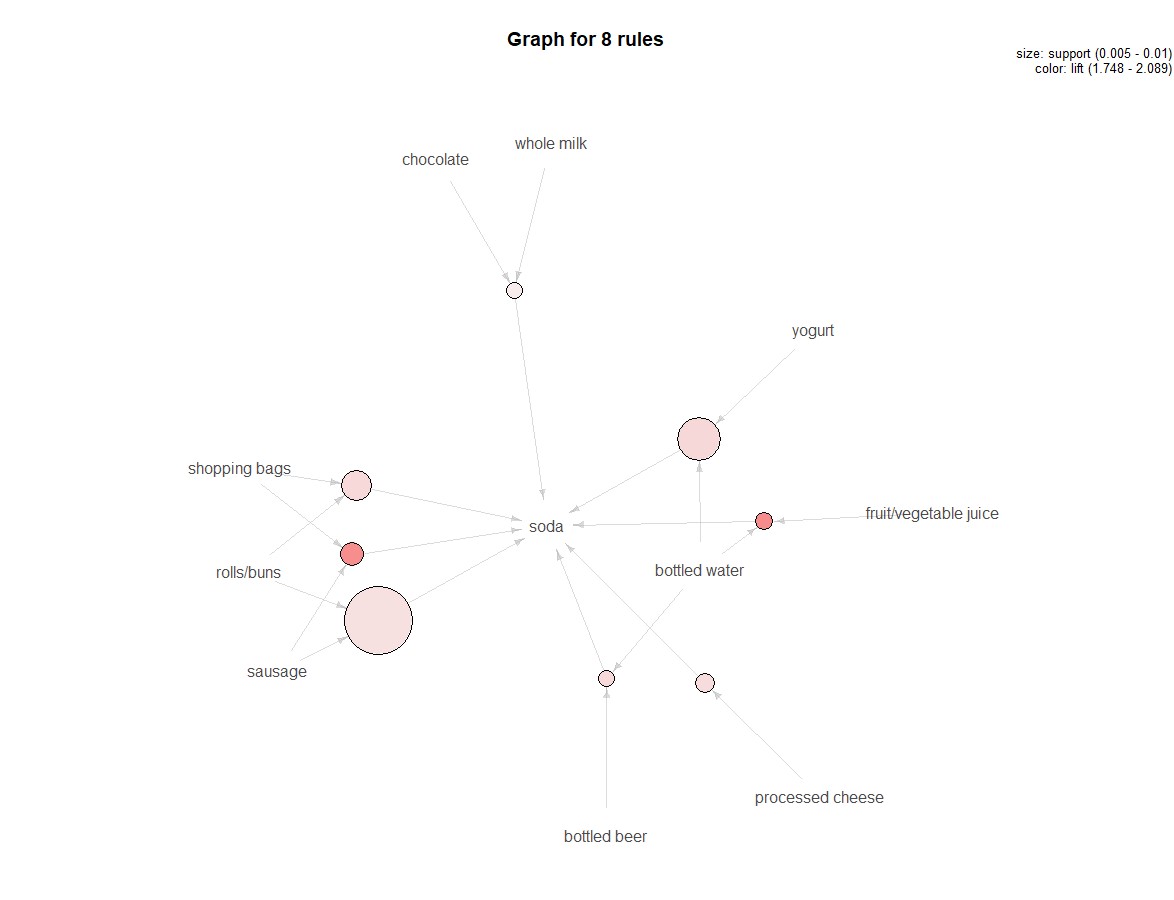 Graph for 8 rules
size: support (0.005 - 0.01)
color: lift (1.748 - 2.089)
whole milk
chocolate
yogurt
shopping bags
fruit/vegetable juice
soda
rolls/buns
bottled water
sausage
processed cheese
bottled beer